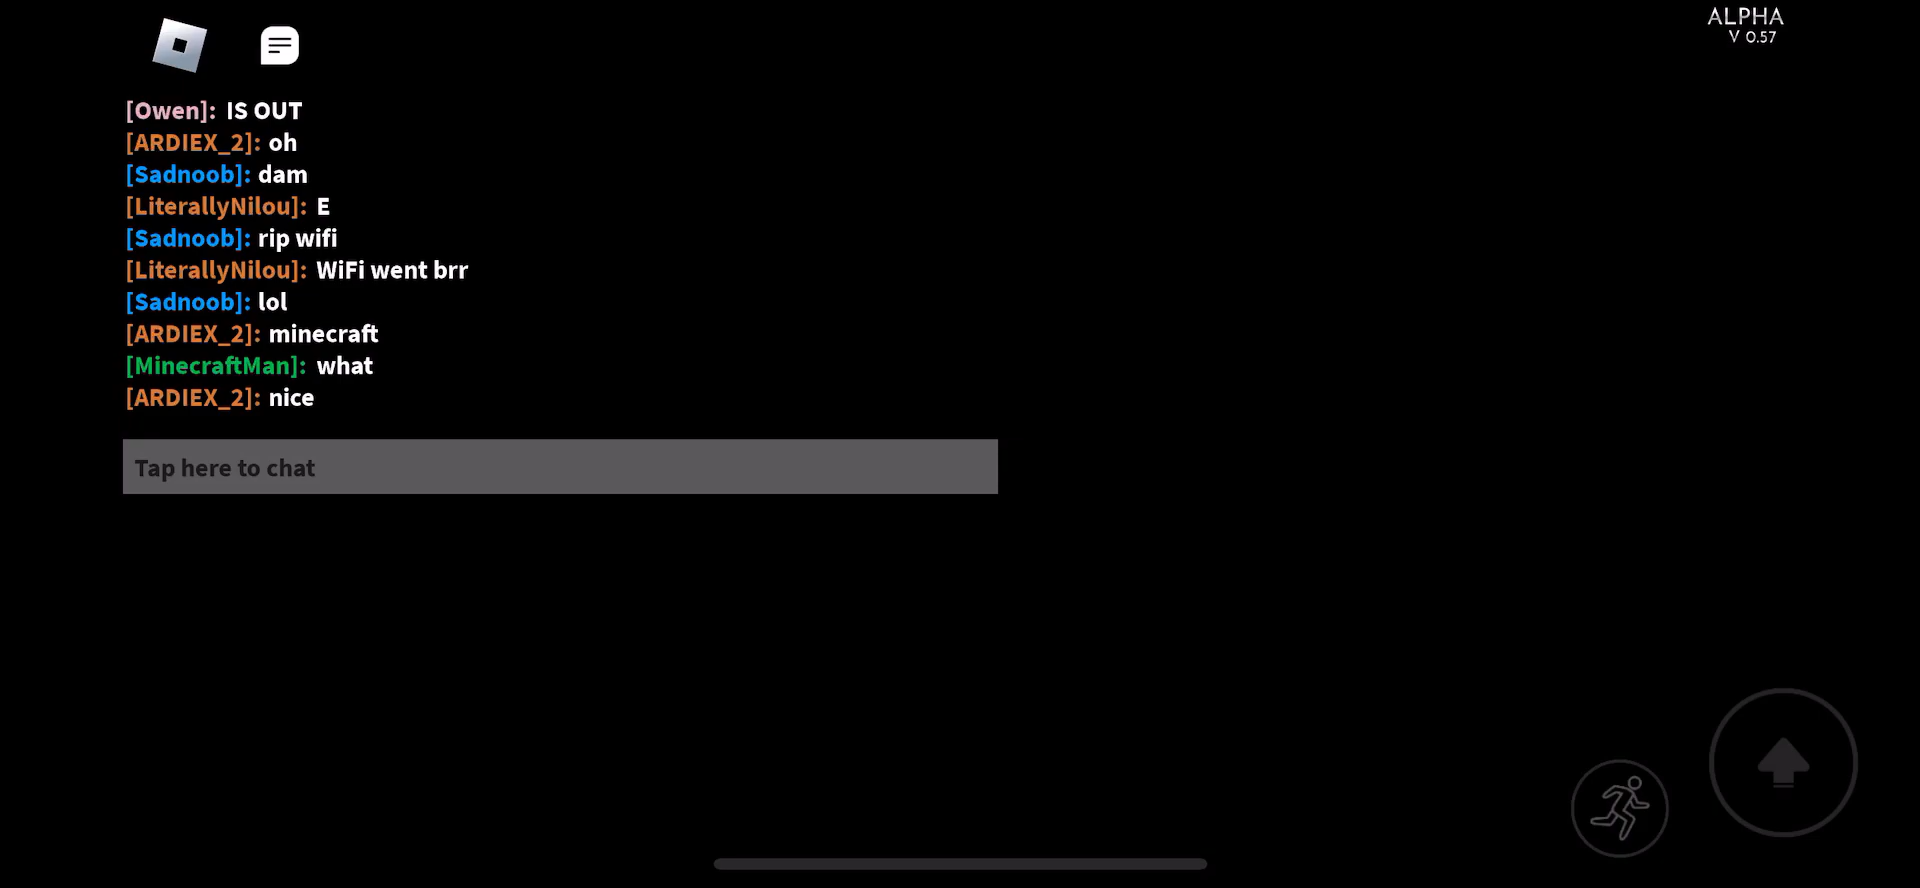 ALPHA
V 0.57
[Owen]: IS OUT
[ARDIEX_2]: oh
[Sadnoob]: dam
[LiterallyNilou]: E
[Sadnoob]: rip wifi
[LiterallyNilou]: WiFi went brr
[Sadnoob]: lol
[ARDIEX_2]: minecraft
[MinecraftMan]: what
[ARDIEX_2]: nice
Tap here to chat